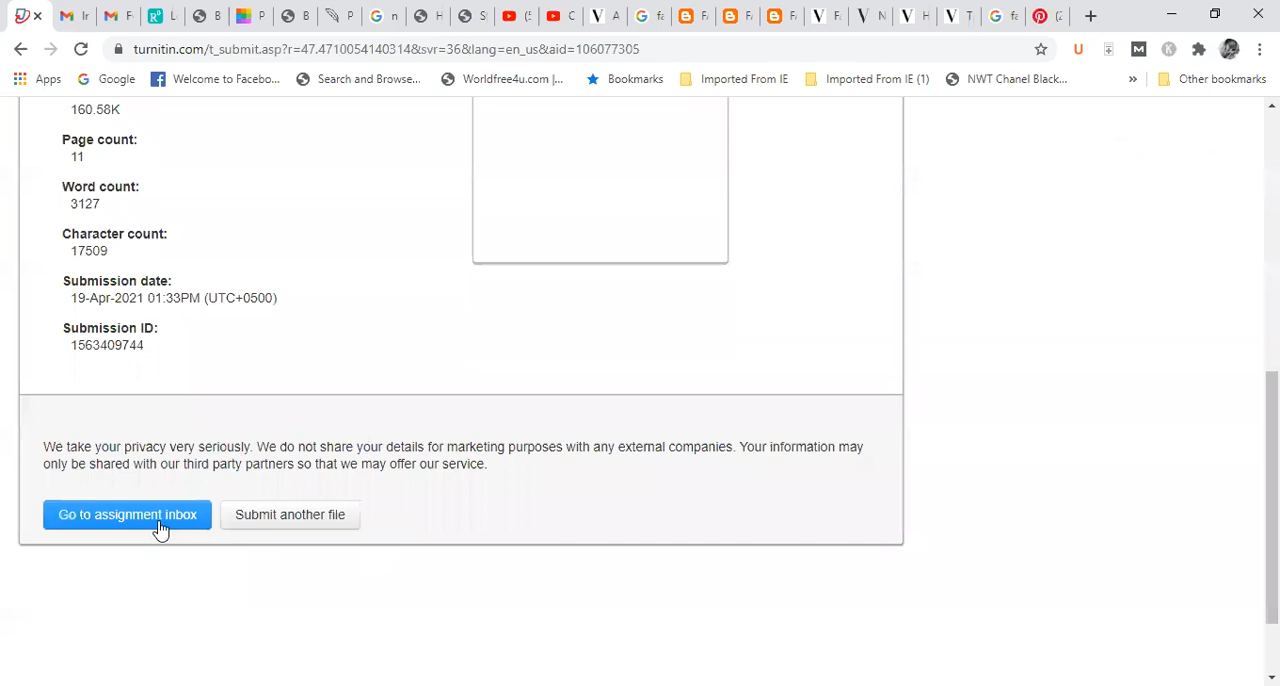 Ir
F
L
B
P
B
P
n
H
S
(5
C
A
fa
F
F
F
F
N
H
T
fa
(2
turnitin.com/t_submit.asp?r=47.4710054140314&svr=36&lang=en_us&aid=106077305
Apps
Google
Welcome to Facebo...
Search and Browse...
Worldfree4u.com |...
Bookmarks
Imported From IE
Imported From IE (1)
NWT Chanel Black...
»
Other bookmarks
160.58K
Page count:
11
Word count:
3127
Character count:
17509
Submission date:
19-Apr-2021 01:33PM (UTC+0500)
Submission ID:
1563409744
We take your privacy very seriously. We do not share your details for marketing purposes with any external companies. Your information may
only be shared with our third party partners so that we may offer our service.
Go to assignment inbox
Submit another file